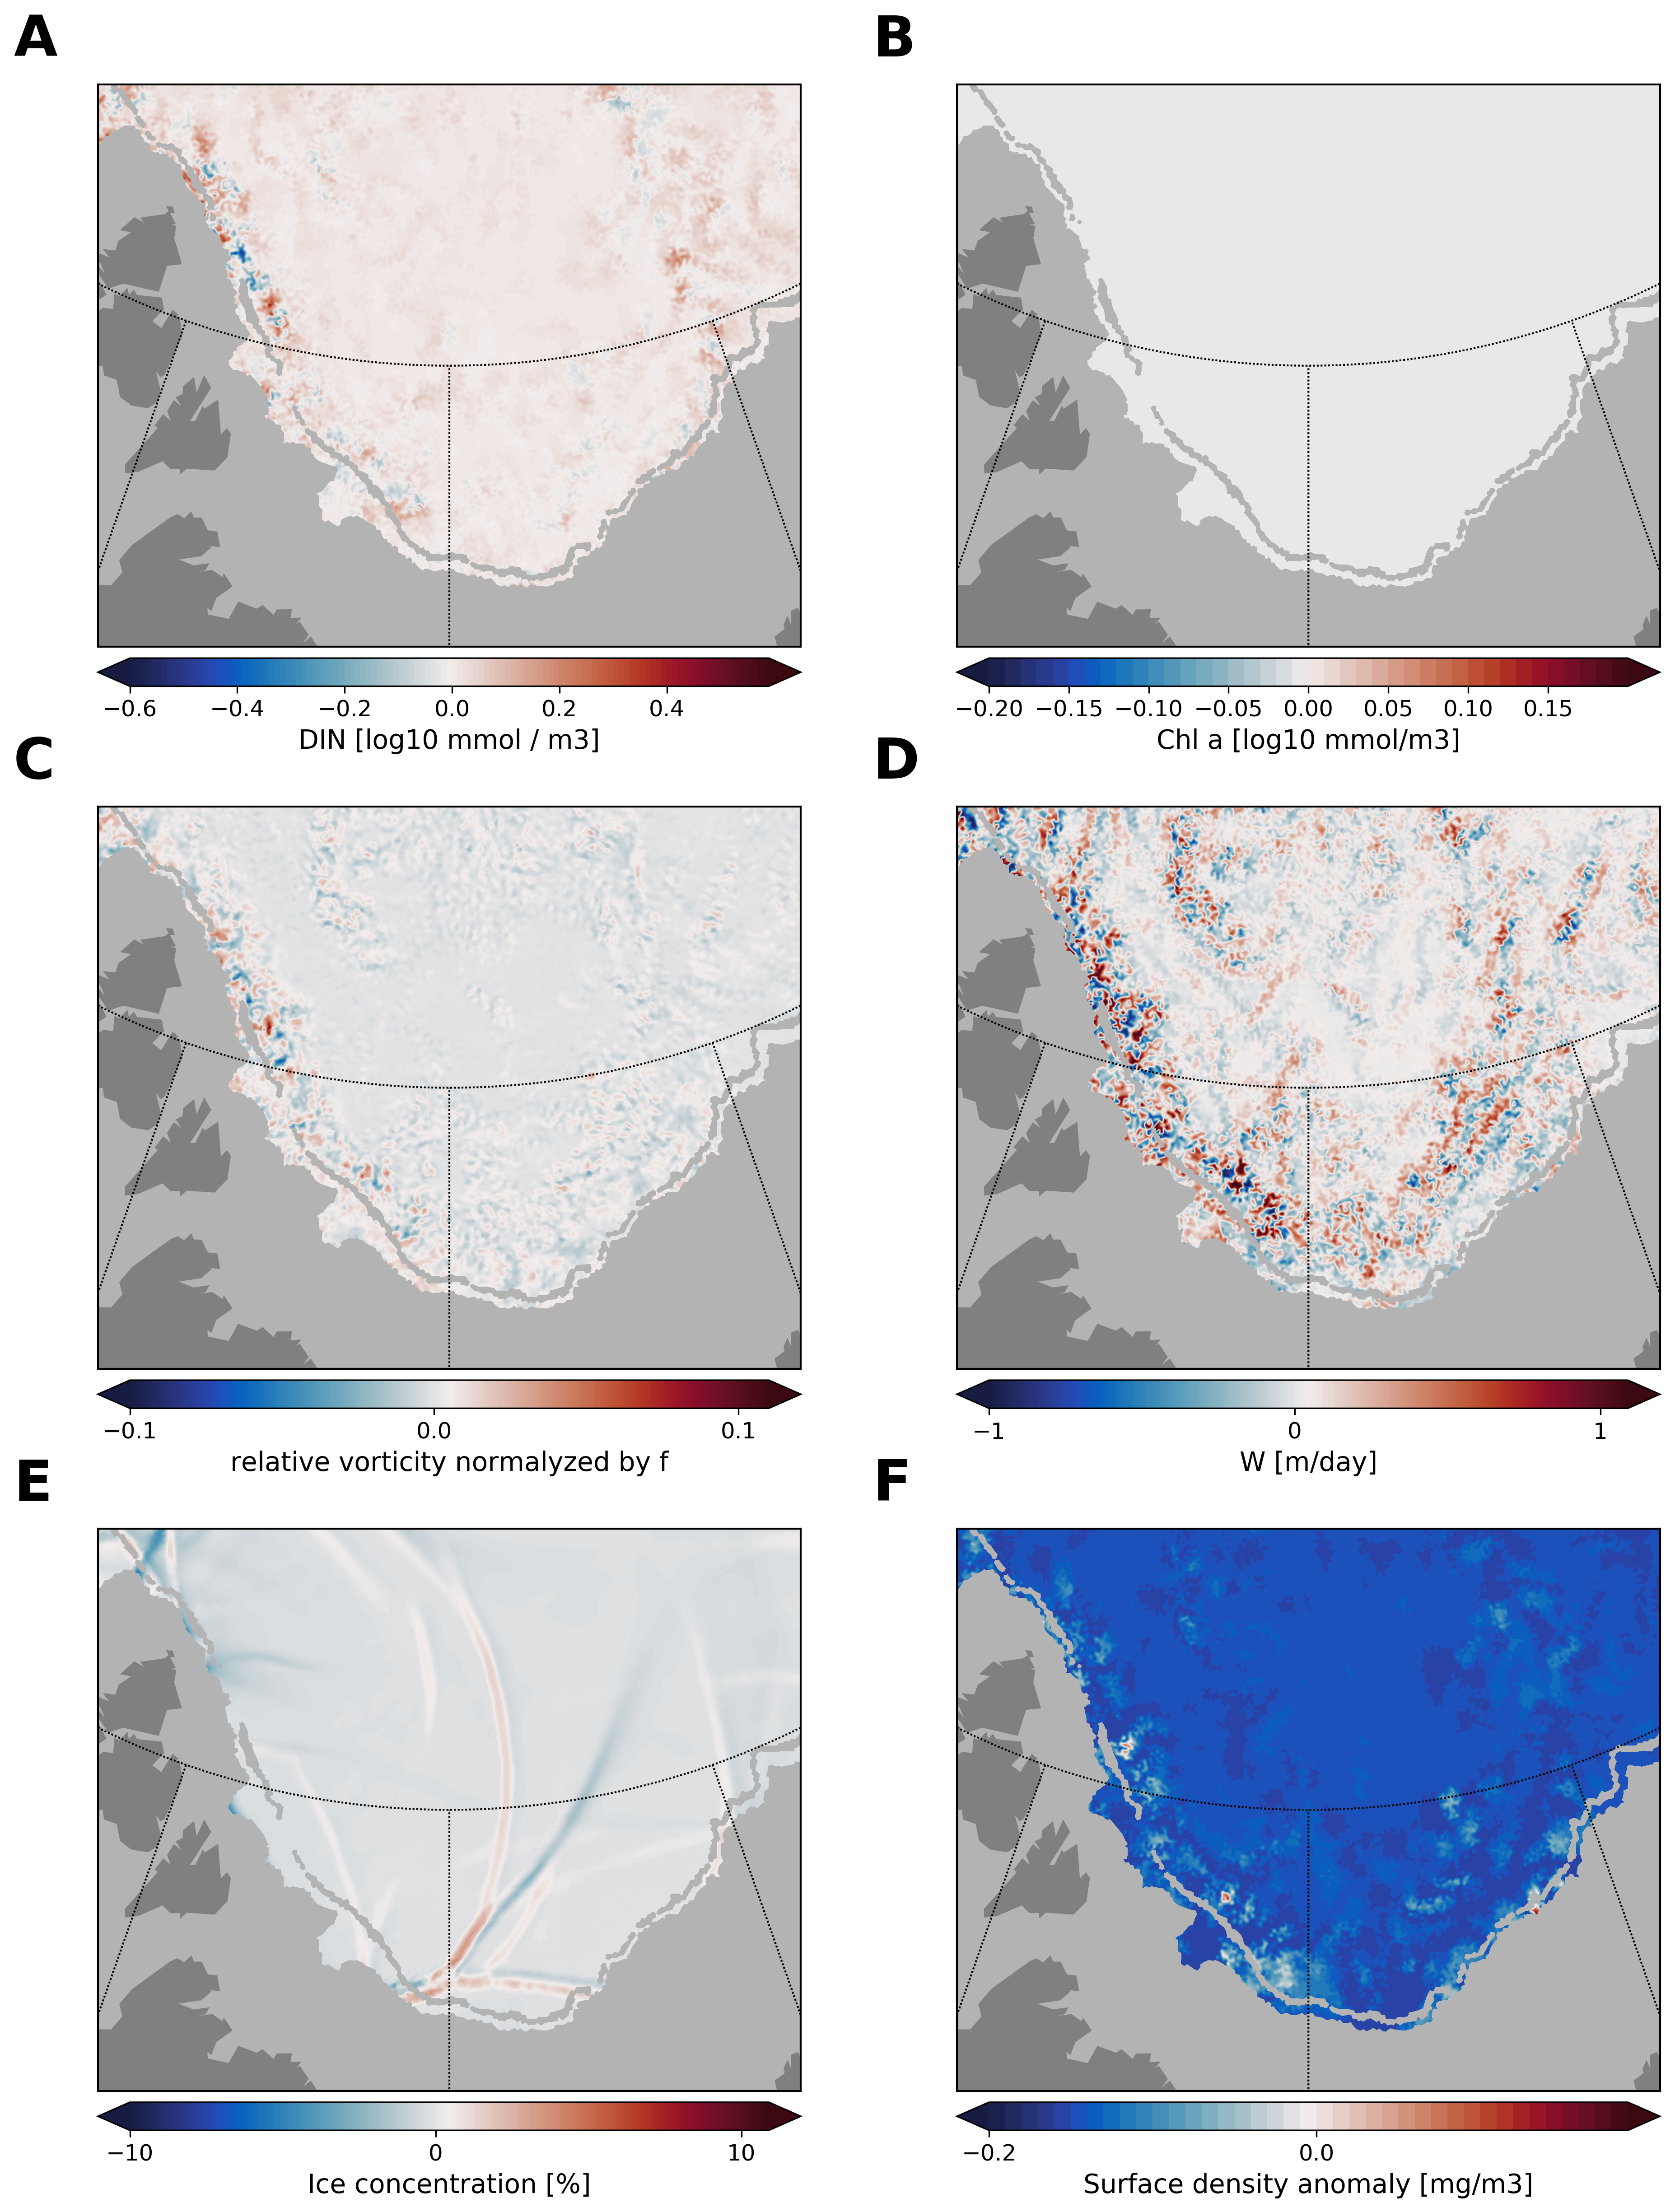 A
B
−0.6 −0.4 −0.2 0.0 0.2 0.4
DIN [log10 mmol / m3]
−0.20 −0.15 −0.10 −0.05 0.00 0.05 0.10 0.15
Chl a [log10 mmol/m3]
C
D
−0.1 0.0 0.1
relative vorticity normalyzed by f
−1 0 1
W [m/day]
E
F
−10 0 10
Ice concentration [%]
−0.2 0.0
Surface density anomaly [mg/m3]